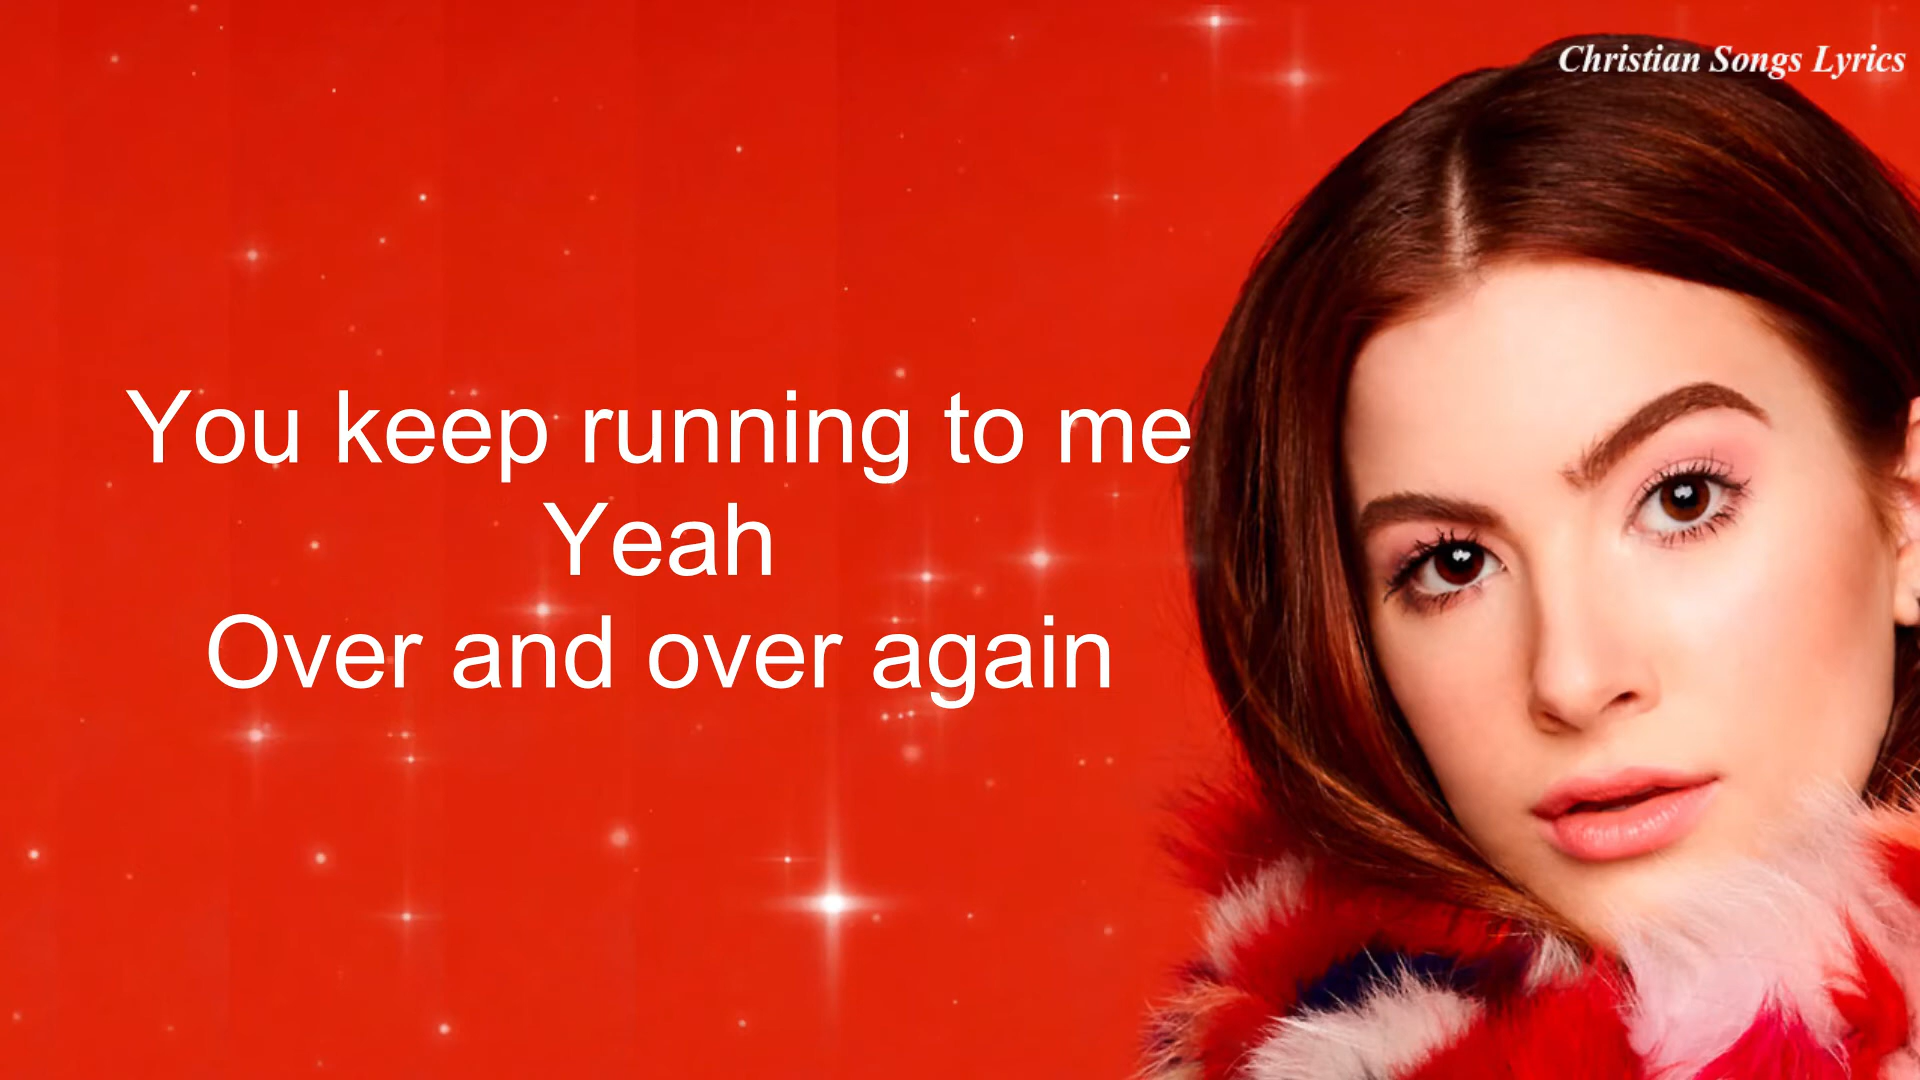 Christian Songs Lyrics
You keep running to me
Yeah
Over and over again